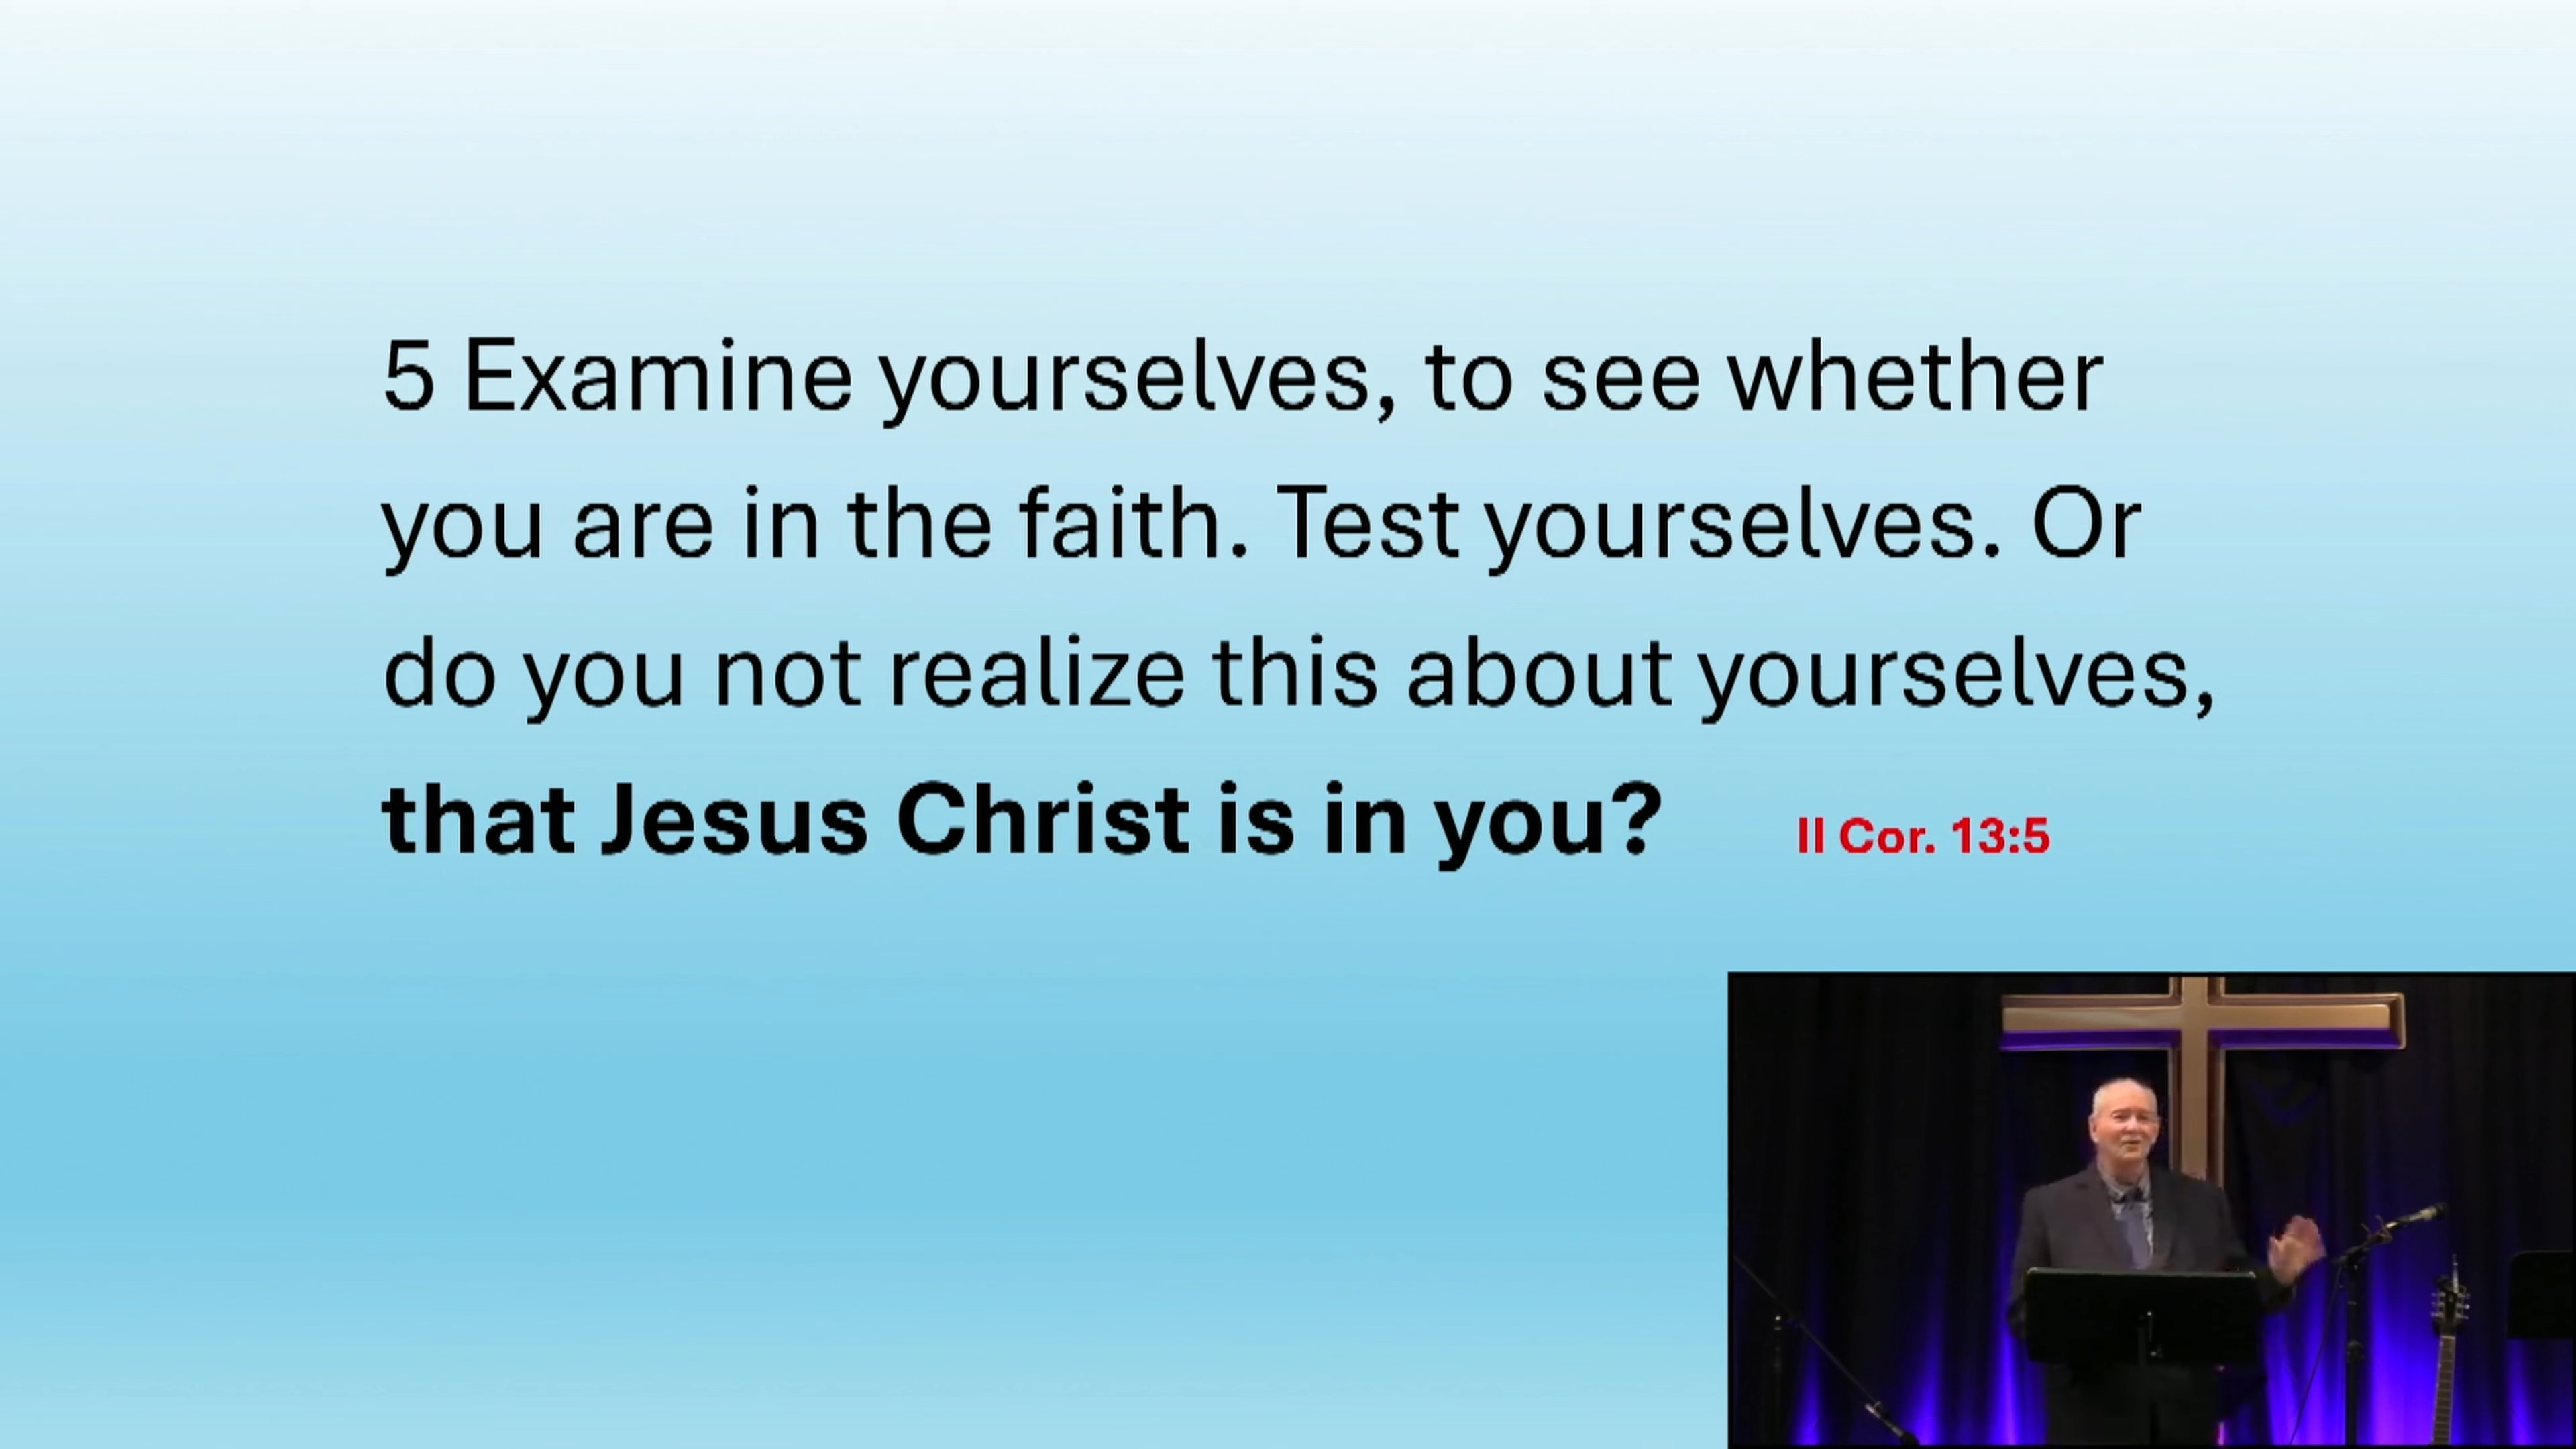 5 Examine yourselves, to see whether
you are in the faith. Test yourselves. Or
do you not realize this about yourselves,
that Jesus Christ is in you? II Cor. 13:5